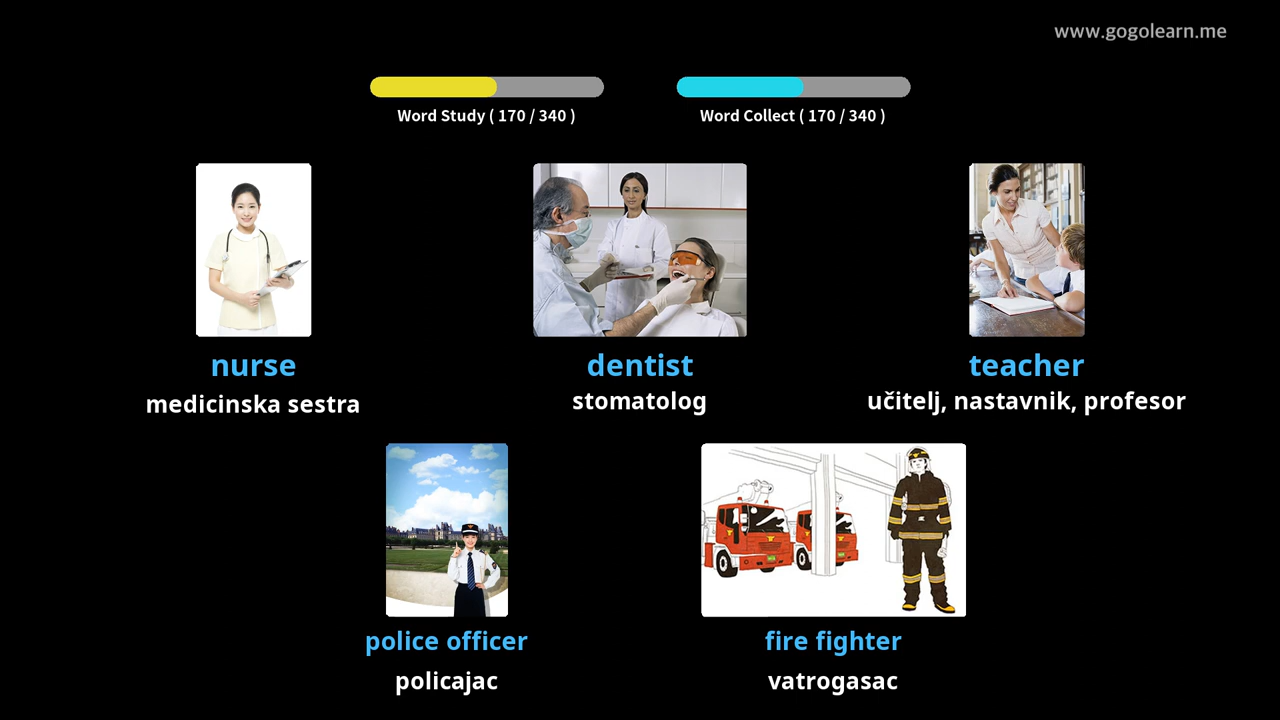 www.gogolearn.me
Word Study ( 170 / 340 )
Word Collect ( 170 / 340 )
nurse
medicinska sestra
dentist
stomatolog
teacher
učitelj, nastavnik, profesor
police officer
policajac
fire fighter
vatrogasac